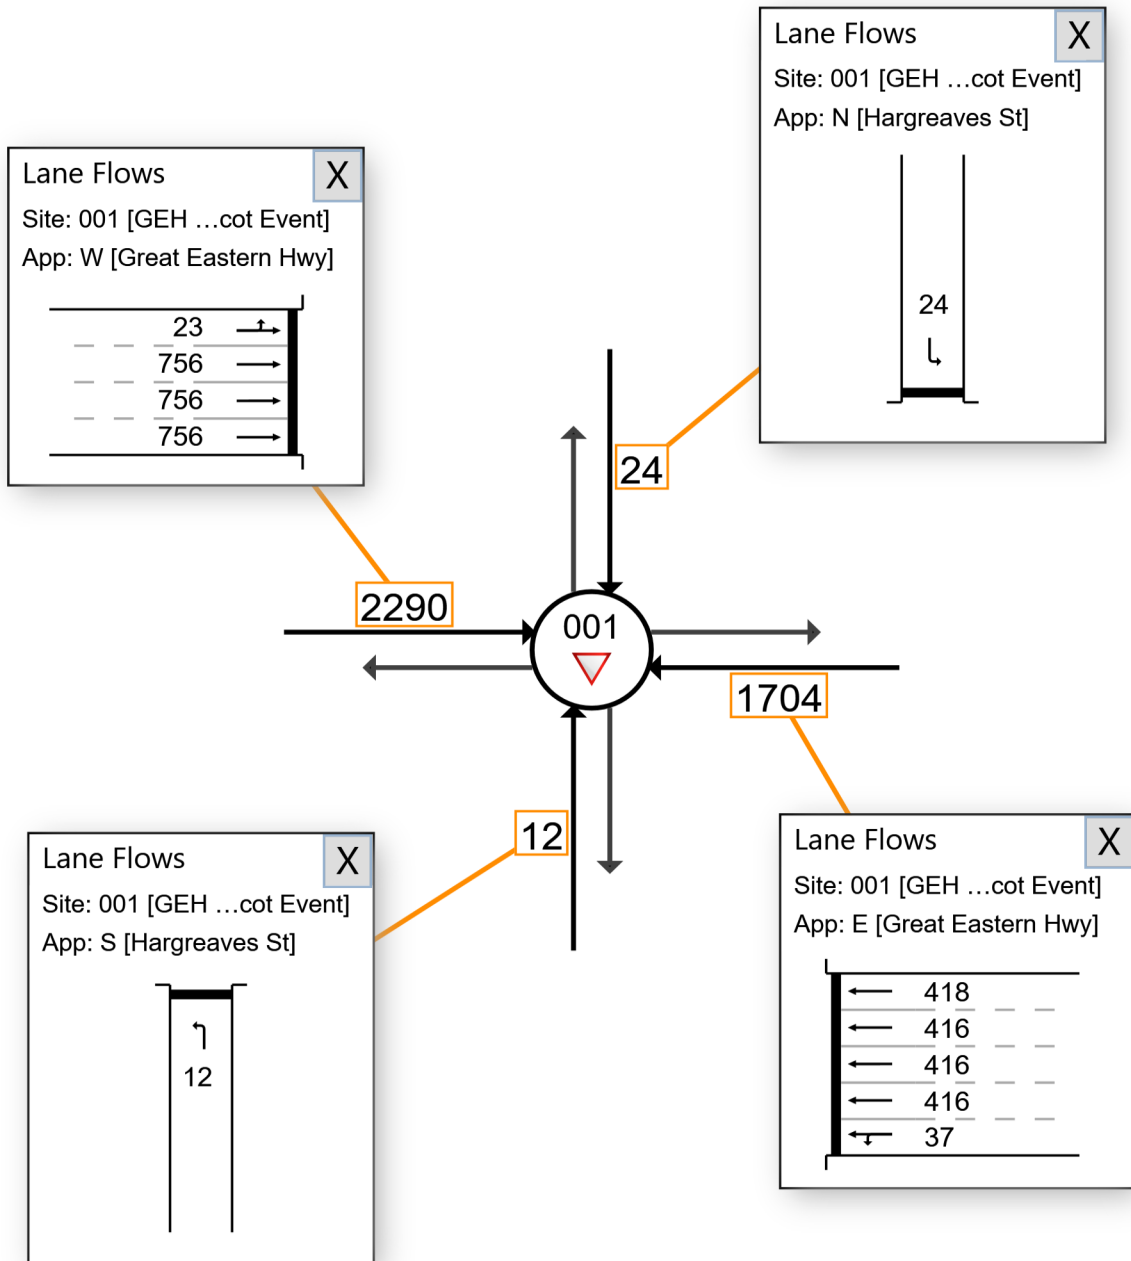 Lane Flows
X
Site: 001 [GEH ...cot Event]
App: N [Hargreaves St]
24
Lane Flows
X
Site: 001 [GEH ...cot Event]
App: W [Great Eastern Hwy]
23
756
756
756
24
2290
001
1704
12
Lane Flows
X
Site: 001 [GEH ...cot Event]
App: S [Hargreaves St]
12
Lane Flows
X
Site: 001 [GEH ...cot Event]
App: E [Great Eastern Hwy]
418
416
416
416
37